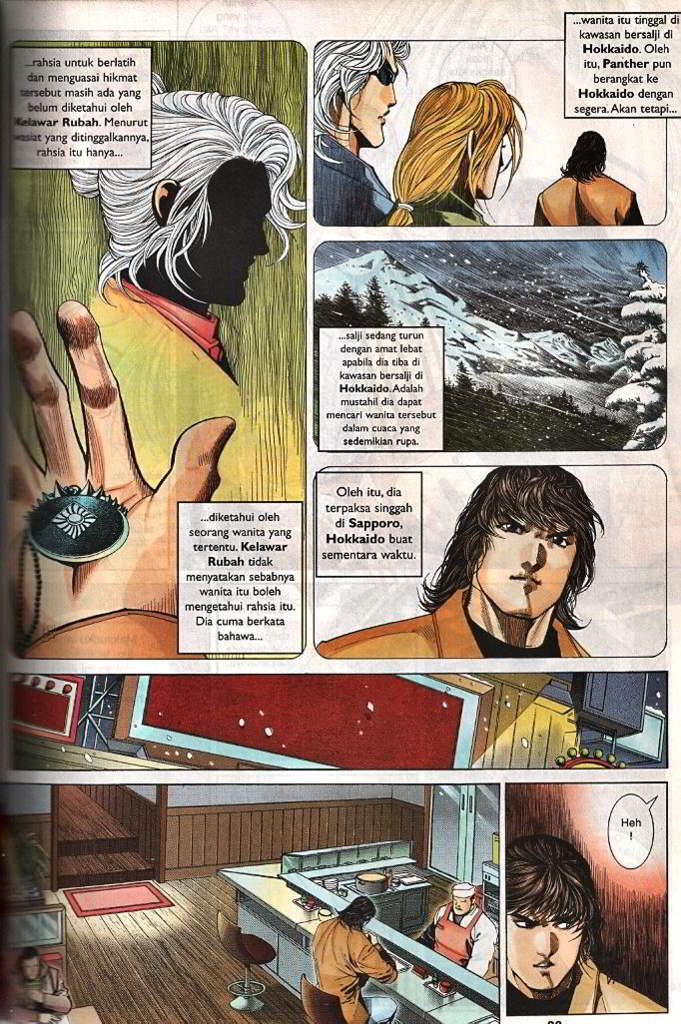 ...rahsia untuk berlatih
dan menguasai hikmat
tersebut masih ada yang
belum diketahui oleh
Kelawar Rubah. Menurut
wasiat yang ditinggalkannya,
rahsia itu hanya...
...diketahui oleh
seorang wanita yang
tertentu. Kelawar
Rubah tidak
menyatakan sebabnya
wanita itu boleh
mengetahui rahsia itu.
Dia cuma berkata
bahawa...
...wanita itu tinggal di
kawasan bersalji di
Hokkaido. Oleh
itu, Panther pun
berangkat ke
Hokkaido dengan
segera. Akan tetapi...
...salji sedang turun
dengan amat lebat
apabila dia tiba di
kawasan bersalji di
Hokkaido. Adalah
mustahil dia dapat
mencari wanita tersebut
dalam cuaca yang
sedemikian rupa.
Oleh itu, dia
terpaksa singgah
di Sapporo,
Hokkaido buat
sementara waktu.
Heh
!